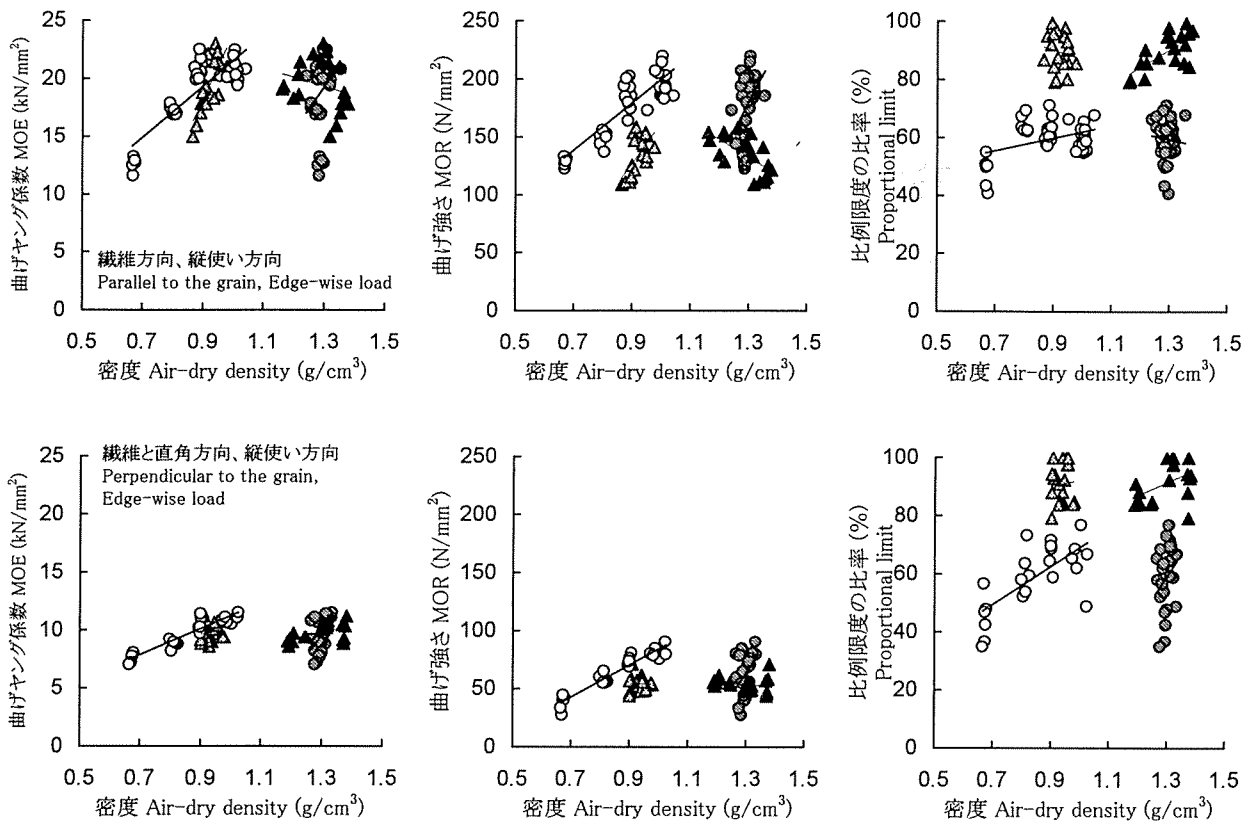 曲げヤング係数 MOE (kN/mm²)
25
20
15
10
5
0
繊維方向、縦使い方向
Parallel to the grain, Edge-wise load
0.5 0.7 0.9 1.1 1.3 1.5
密度 Air-dry density (g/cm³)
曲げ強さ MOR (N/mm²)
250
200
150
100
50
0
0.5 0.7 0.9 1.1 1.3 1.5
密度 Air-dry density (g/cm³)
比例限度の比率 (%)
Proportional limit
100
80
60
40
20
0
0.5 0.7 0.9 1.1 1.3 1.5
密度 Air-dry density (g/cm³)
曲げヤング係数 MOE (kN/mm²)
25
20
15
10
5
0
繊維と直角方向、縦使い方向
Perpendicular to the grain,
Edge-wise load
0.5 0.7 0.9 1.1 1.3 1.5
密度 Air-dry density (g/cm³)
曲げ強さ MOR (N/mm²)
250
200
150
100
50
0
0.5 0.7 0.9 1.1 1.3 1.5
密度 Air-dry density (g/cm³)
比例限度の比率 (%)
Proportional limit
100
80
60
40
20
0
0.5 0.7 0.9 1.1 1.3 1.5
密度 Air-dry density (g/cm³)